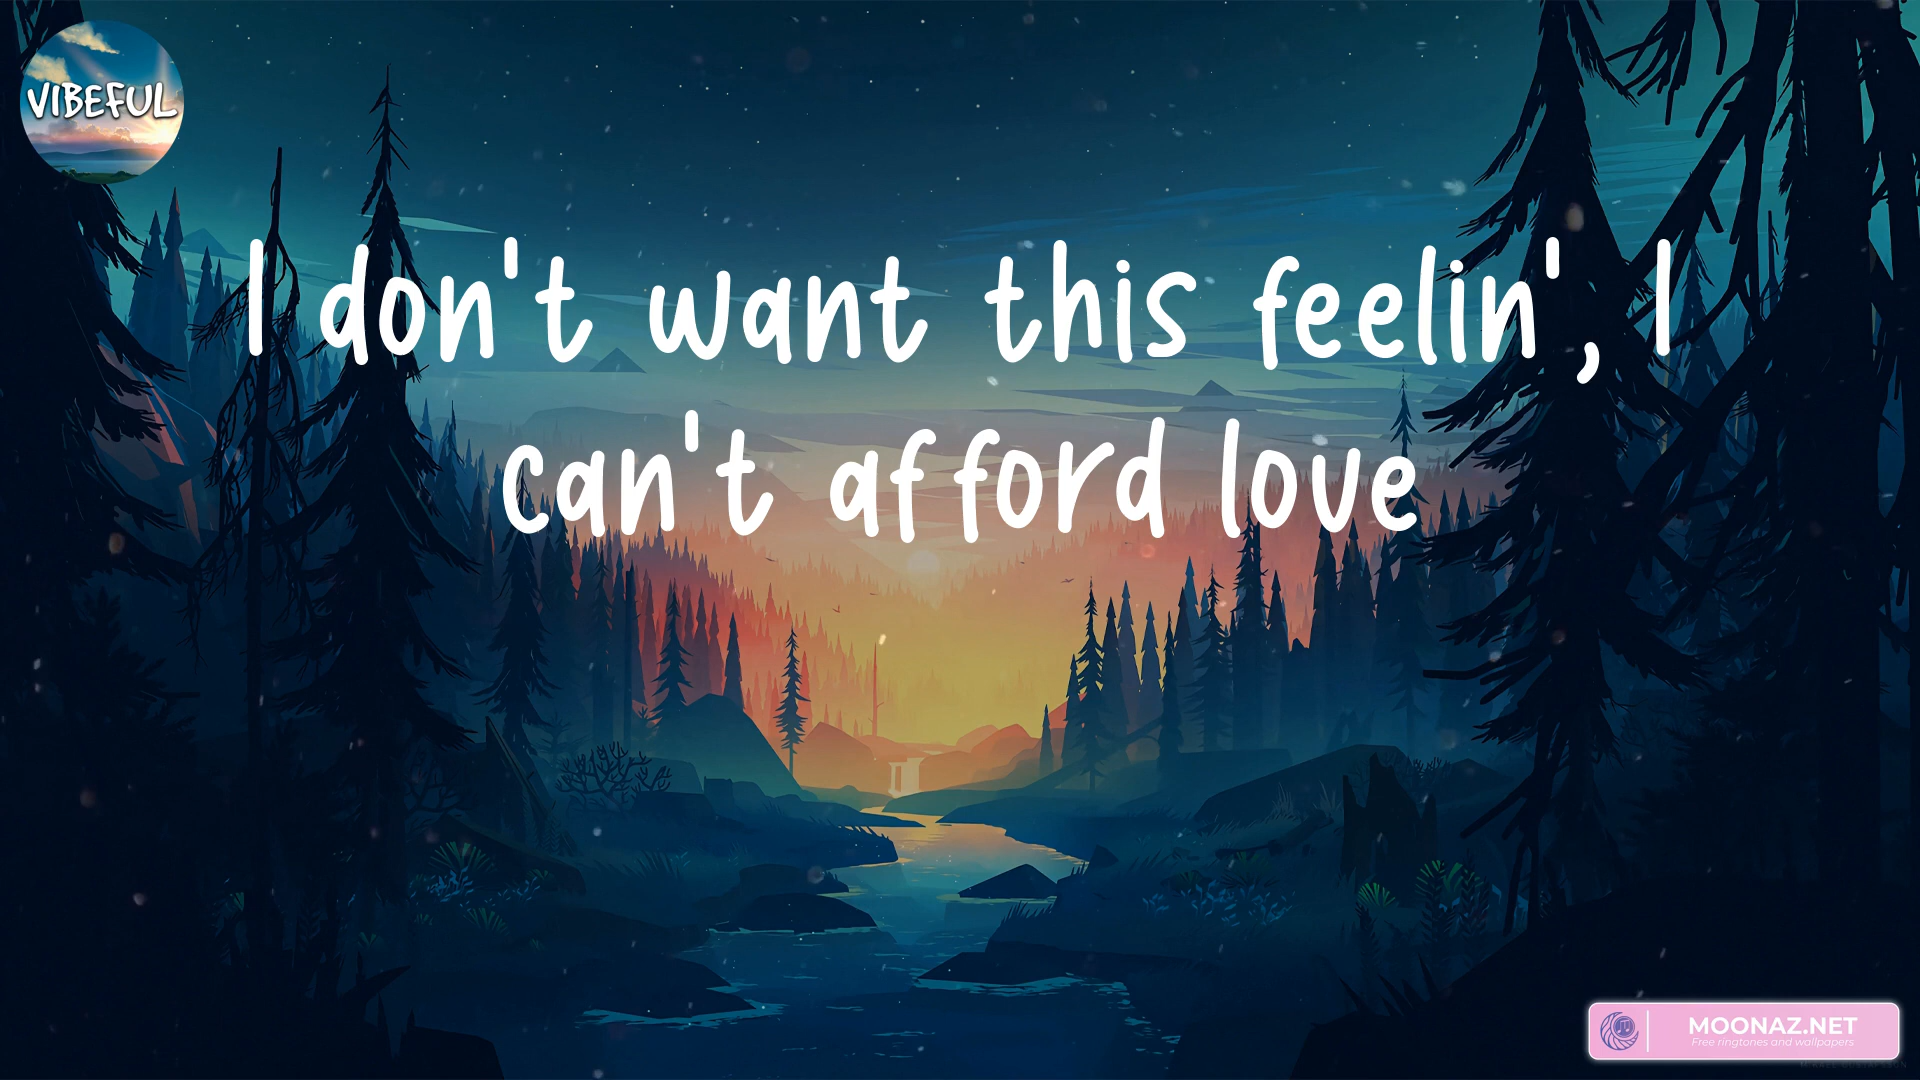 VIBEFUL
I don't want this feelin', I
can't afford love
MOONAZ.NET
Free ringtones and wallpapers